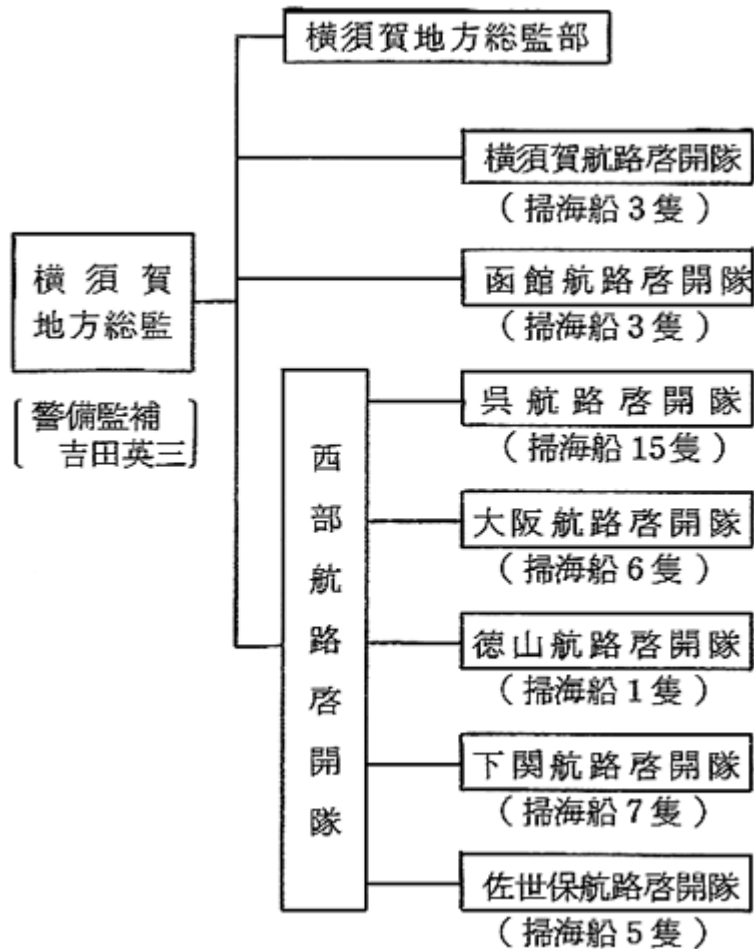 横須賀地方総監部
横須賀航路啓開隊
(掃海船3隻)
函館航路啓開隊
(掃海船3隻)
横須賀
地方総監
〔警備監補
吉田英三〕
西部航路啓開隊
呉航路啓開隊
(掃海船15隻)
大阪航路啓開隊
(掃海船6隻)
徳山航路啓開隊
(掃海船1隻)
下関航路啓開隊
(掃海船7隻)
佐世保航路啓開隊
(掃海船5隻)